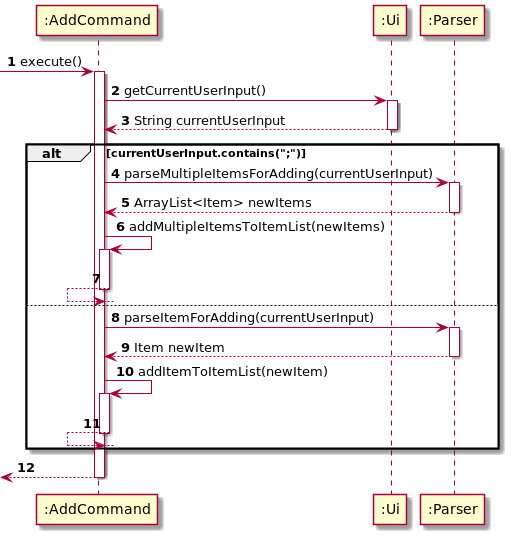 :AddCommand :Ui :Parser
1 execute()
2 getCurrentUserInput()
3 String currentUserInput
alt [currentUserInput.contains(";")]
4 parseMultipleItemsForAdding(currentUserInput)
5 ArrayList<Item> newItems
6 addMultipleItemsToItemList(newItems)
7
8 parseItemForAdding(currentUserInput)
9 Item newItem
10 addItemToItemList(newItem)
11
12
:AddCommand :Ui :Parser